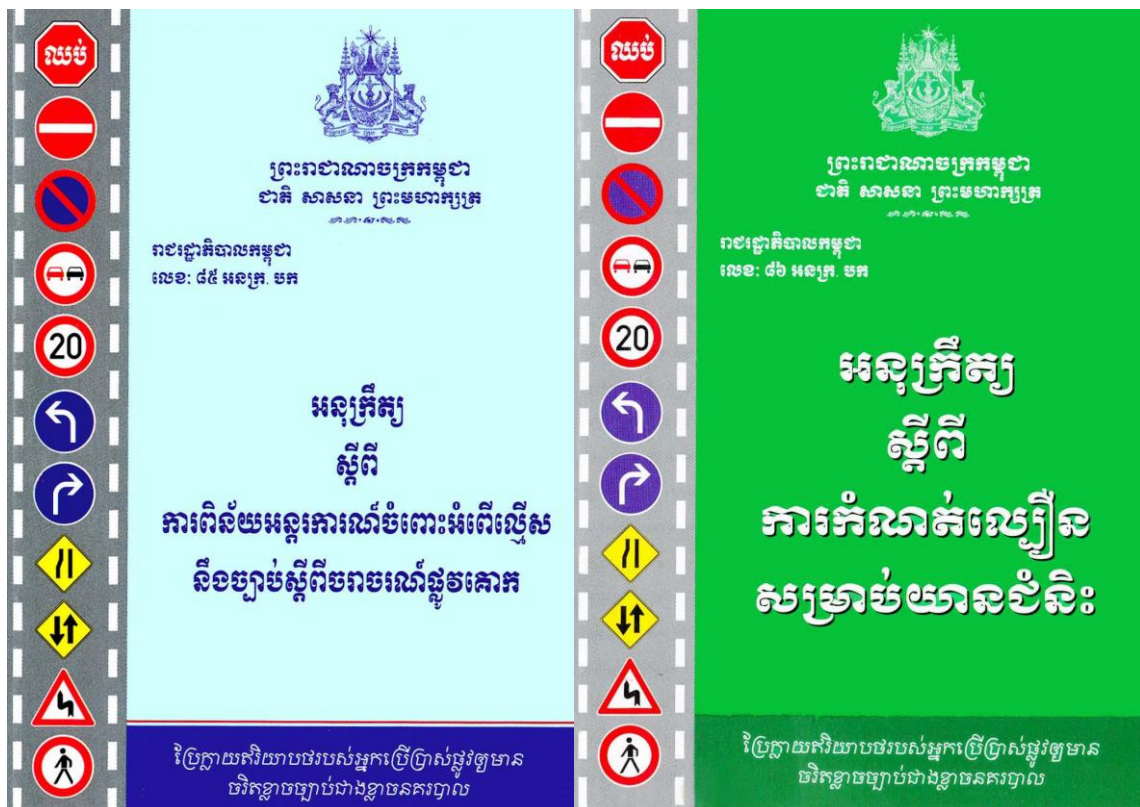 ឈប់
20
ព្រះរាជាណាចក្រកម្ពុជា
ជាតិ សាសនា ព្រះមហាក្សត្រ
រាជរដ្ឋាភិបាលកម្ពុជា
លេខ: ៨៥ អនក្រ. បក
អនុក្រឹត្យ
ស្តីពី
ការពិន័យអន្តរការណ៍ចំពោះអំពើល្មើស
នឹងច្បាប់ស្តីពីចរាចរណ៍ផ្លូវគោក
ប្រែក្លាយឥរិយាបថរបស់អ្នកប្រើប្រាស់ផ្លូវឲ្យមាន
ចរិតខ្លាចច្បាប់ជាងខ្លាចនគរបាល
ឈប់
20
ព្រះរាជាណាចក្រកម្ពុជា
ជាតិ សាសនា ព្រះមហាក្សត្រ
រាជរដ្ឋាភិបាលកម្ពុជា
លេខ: ៨៦ អនក្រ. បក
អនុក្រឹត្យ
ស្តីពី
ការកំណត់ល្បឿន
សម្រាប់យានជំនិះ
ប្រែក្លាយឥរិយាបថរបស់អ្នកប្រើប្រាស់ផ្លូវឲ្យមាន
ចរិតខ្លាចច្បាប់ជាងខ្លាចនគរបាល